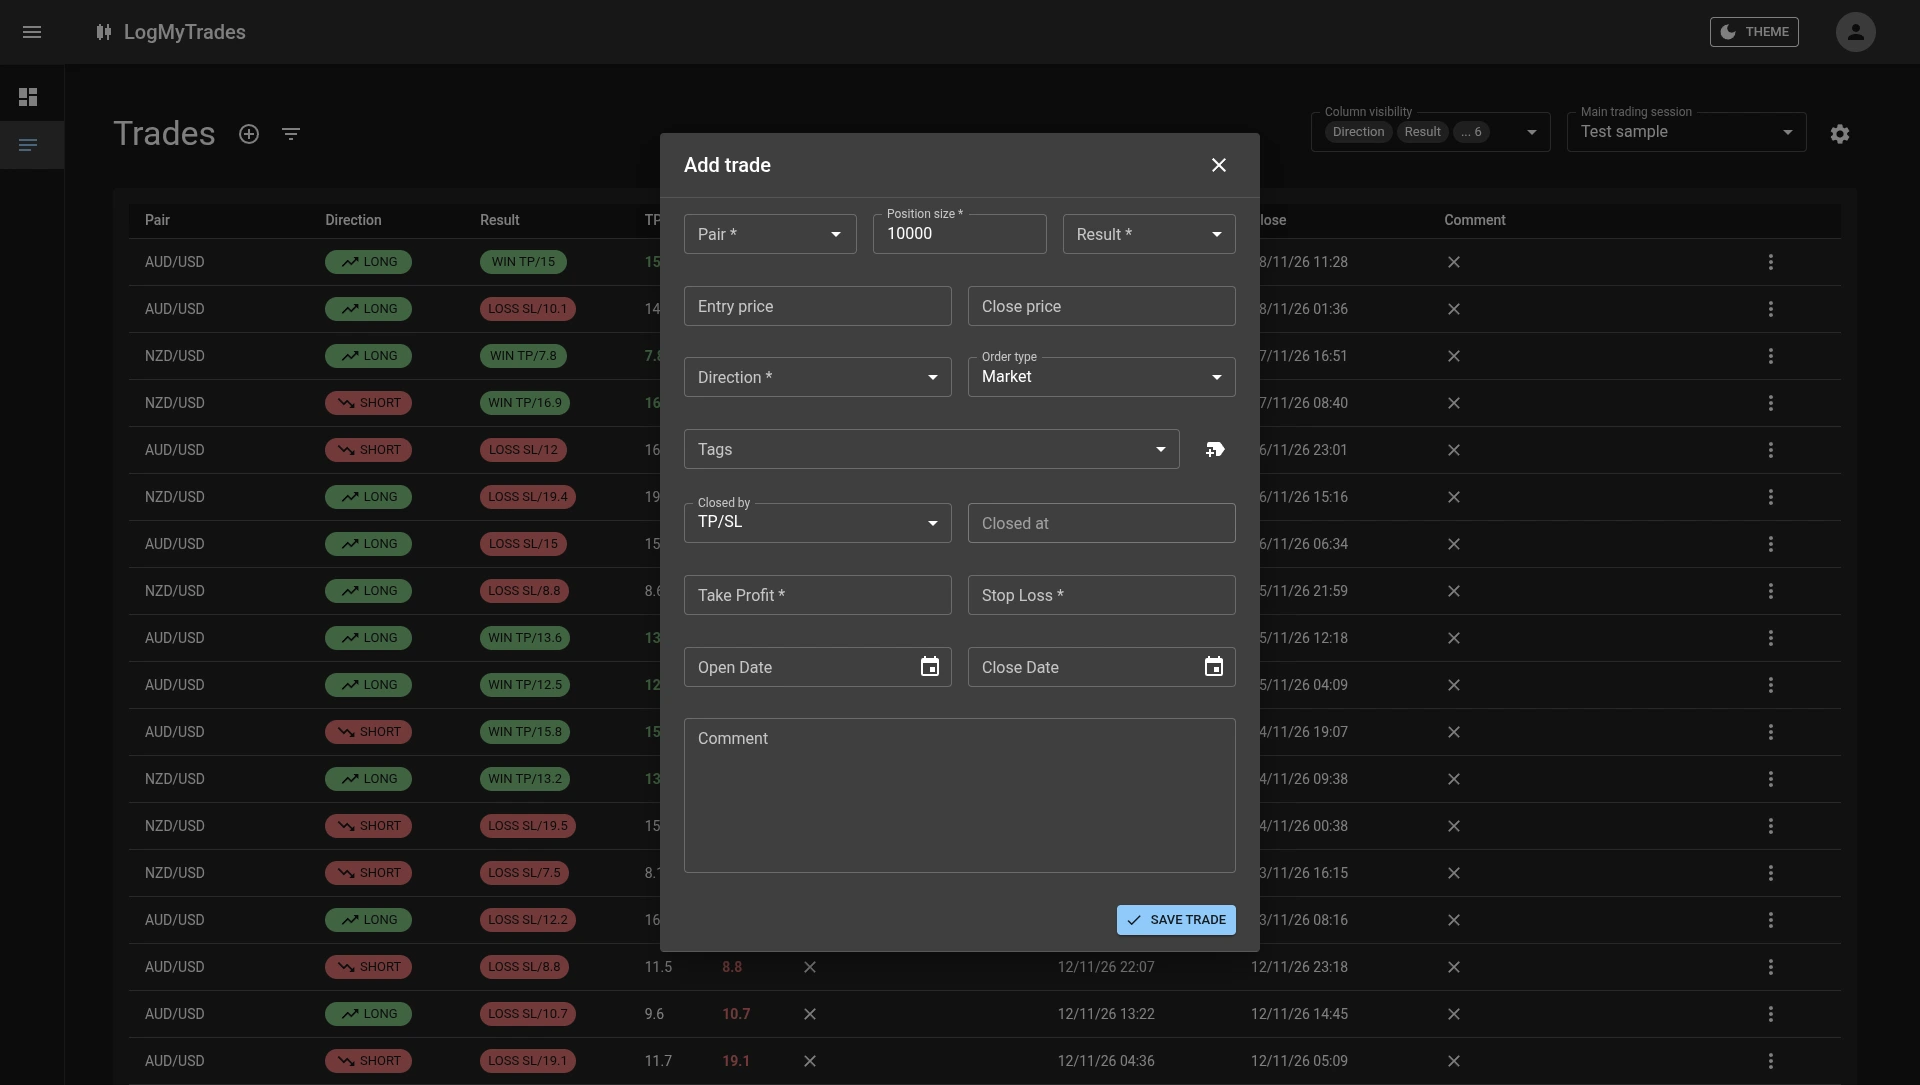 LogMyTrades
THEME
Trades
Column visibility
Direction
Result
... 6
Main trading session
Test sample
Add trade
Pair *
Position size *
10000
Result *
Entry price
Close price
Direction *
Order type
Market
Tags
Closed by
TP/SL
Closed at
Take Profit *
Stop Loss *
Open Date
Close Date
Comment
SAVE TRADE
Pair Direction Result TP Comment
AUD/USD LONG WIN TP/15 15 8/11/26 11:28
AUD/USD LONG LOSS SL/10.1 14 8/11/26 01:36
NZD/USD LONG WIN TP/7.8 7/11/26 16:51
NZD/USD SHORT WIN TP/16.9 16 7/11/26 08:40
AUD/USD SHORT LOSS SL/12 16 6/11/26 23:01
NZD/USD LONG LOSS SL/19.4 19 6/11/26 15:16
AUD/USD LONG LOSS SL/15 15 6/11/26 06:34
NZD/USD LONG LOSS SL/8.8 8.6 5/11/26 21:59
AUD/USD LONG WIN TP/13.6 13 5/11/26 12:18
AUD/USD LONG WIN TP/12.5 12 5/11/26 04:09
AUD/USD SHORT WIN TP/15.8 15 4/11/26 19:07
NZD/USD LONG WIN TP/13.2 13 4/11/26 09:38
NZD/USD SHORT LOSS SL/19.5 15 4/11/26 00:38
NZD/USD SHORT LOSS SL/7.5 3/11/26 16:15
AUD/USD LONG LOSS SL/12.2 16 3/11/26 08:16
AUD/USD SHORT LOSS SL/8.8 11.5 8.8 12/11/26 22:07 12/11/26 23:18
AUD/USD LONG LOSS SL/10.7 9.6 10.7 12/11/26 13:22 12/11/26 14:45
AUD/USD SHORT LOSS SL/19.1 11.7 19.1 12/11/26 04:36 12/11/26 05:09